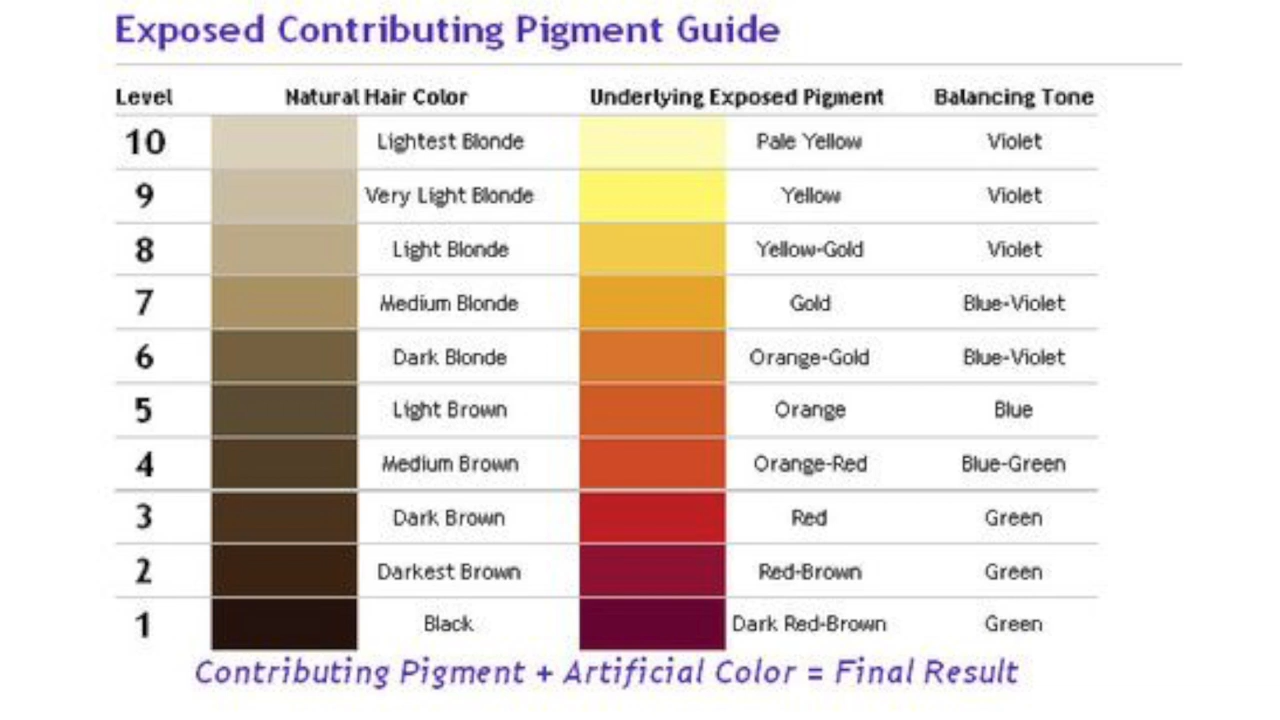 Exposed Contributing Pigment Guide
Level Natural Hair Color Underlying Exposed Pigment Balancing Tone
10 Lightest Blonde Pale Yellow Violet
9 Very Light Blonde Yellow Violet
8 Light Blonde Yellow-Gold Violet
7 Medium Blonde Gold Blue-Violet
6 Dark Blonde Orange-Gold Blue-Violet
5 Light Brown Orange Blue
4 Medium Brown Orange-Red Blue-Green
3 Dark Brown Red Green
2 Darkest Brown Red-Brown Green
1 Black Dark Red-Brown Green
Contributing Pigment + Artificial Color = Final Result